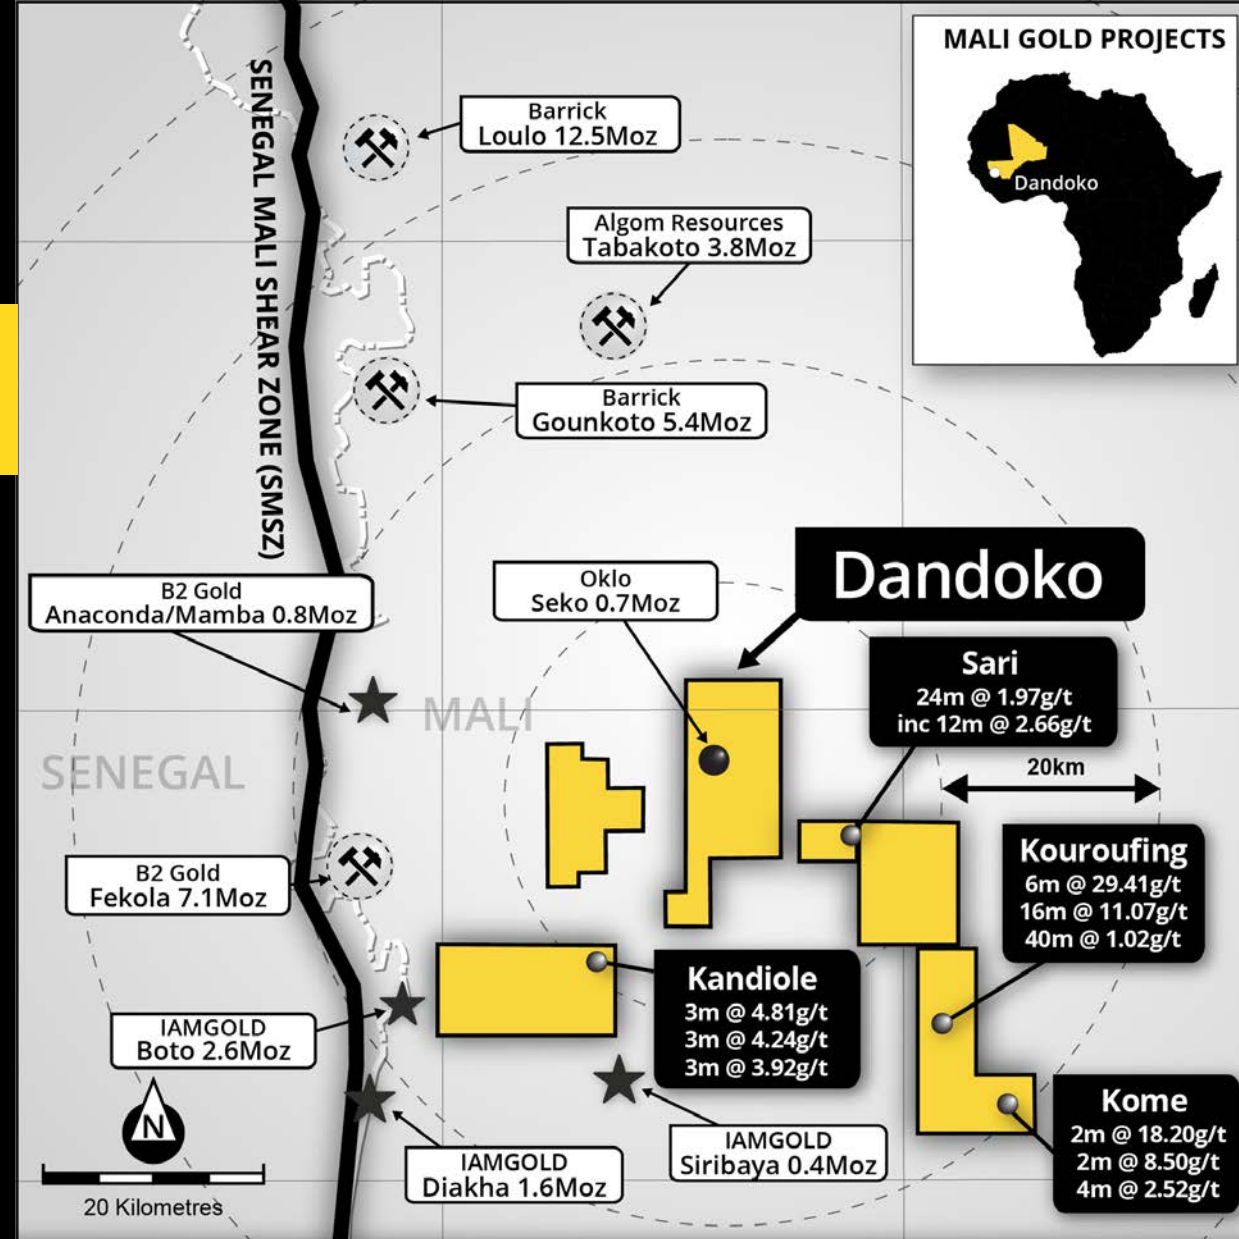 MALI GOLD PROJECTS
Dandoko
SENEGAL MALI SHEAR ZONE (SMSZ)
Barrick
Loulo 12.5Moz
Algom Resources
Tabakoto 3.8Moz
Barrick
Gounkoto 5.4Moz
B2 Gold
Anaconda/Mamba 0.8Moz
Oklo
Seko 0.7Moz
Dandoko
Sari
24m @ 1.97g/t
inc 12m @ 2.66g/t
MALI
SENEGAL
20km
Kouroufing
6m @ 29.41g/t
16m @ 11.07g/t
40m @ 1.02g/t
B2 Gold
Fekola 7.1Moz
Kandiole
3m @ 4.81g/t
3m @ 4.24g/t
3m @ 3.92g/t
IAMGOLD
Boto 2.6Moz
Kome
2m @ 18.20g/t
2m @ 8.50g/t
4m @ 2.52g/t
IAMGOLD
Siribaya 0.4Moz
IAMGOLD
Diakha 1.6Moz
N
20 Kilometres